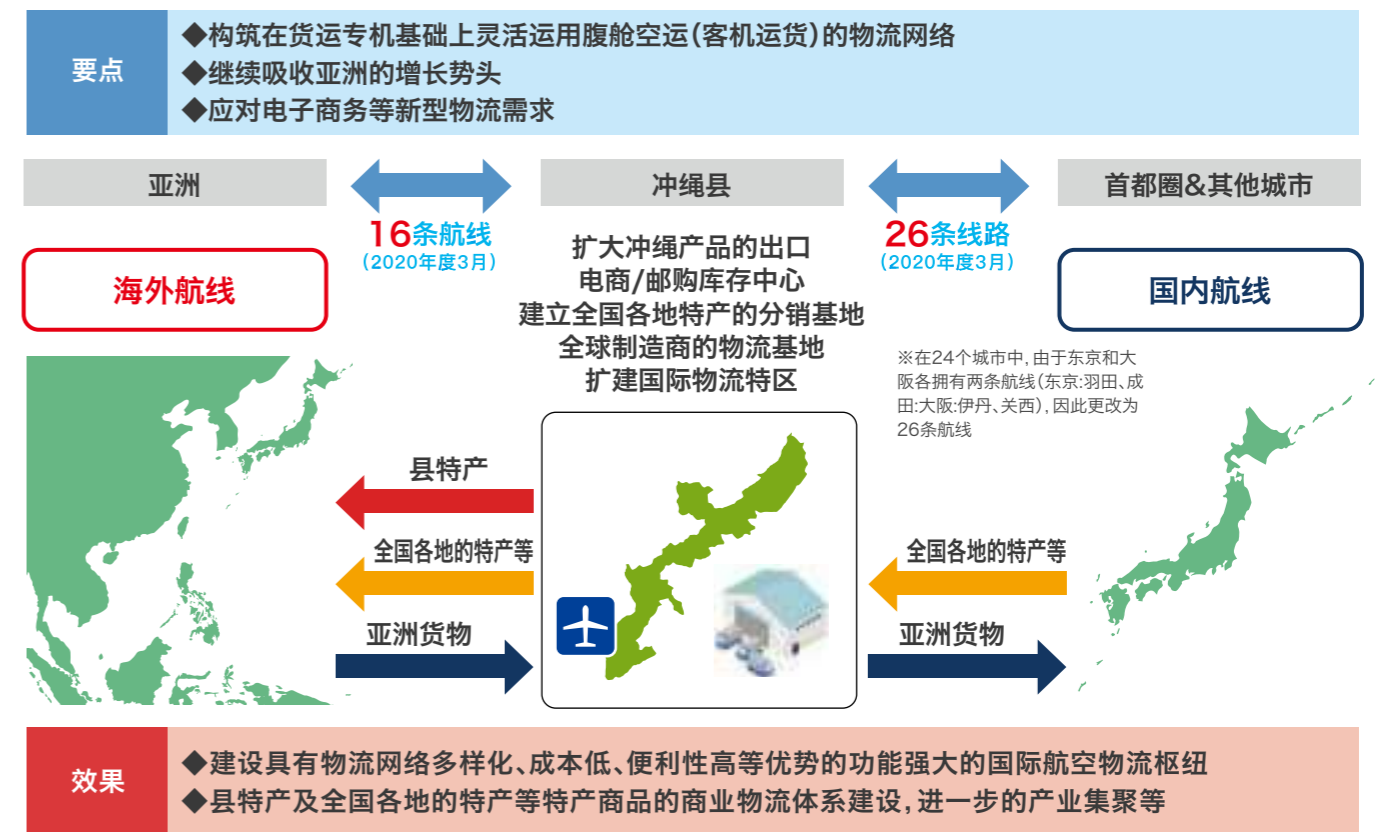 要点
◆构筑在货运专机基础上灵活运用腹舱空运(客机运货)的物流网络
◆继续吸收亚洲的增长势头
◆应对电子商务等新型物流需求
亚洲
冲绳县
首都圈&其他城市
16条航线
(2020年度3月)
26条线路
(2020年度3月)
海外航线
扩大冲绳产品的出口
电商/邮购库存中心
建立全国各地特产的分销基地
全球制造商的物流基地
扩建国际物流特区
国内航线
※在24个城市中,由于东京和大
阪各拥有两条航线(东京:羽田、成
田:大阪:伊丹、关西),因此更改为
26条航线
县特产
全国各地的特产等
亚洲货物
全国各地的特产等
亚洲货物
效果
◆建设具有物流网络多样化、成本低、便利性高等优势的功能强大的国际航空物流枢纽
◆县特产及全国各地的特产等特产商品的商业物流体系建设,进一步的产业集聚等